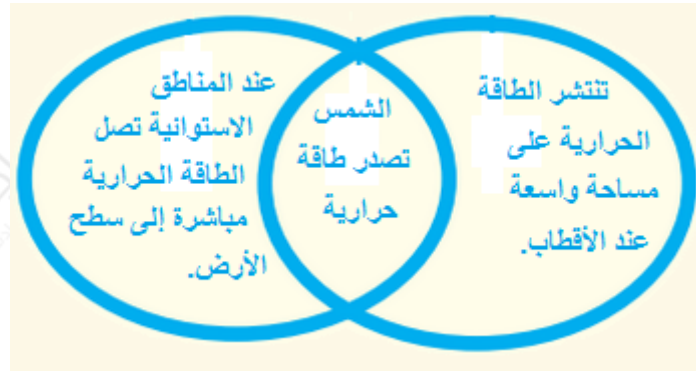 تنتشر الطاقة
الحرارية على
مساحة واسعة
عند الأقطاب.
الشمس
تصدر طاقة
حرارية
عند المناطق
الاستوائية تصل
الطاقة الحرارية
مباشرة إلى سطح
الأرض.